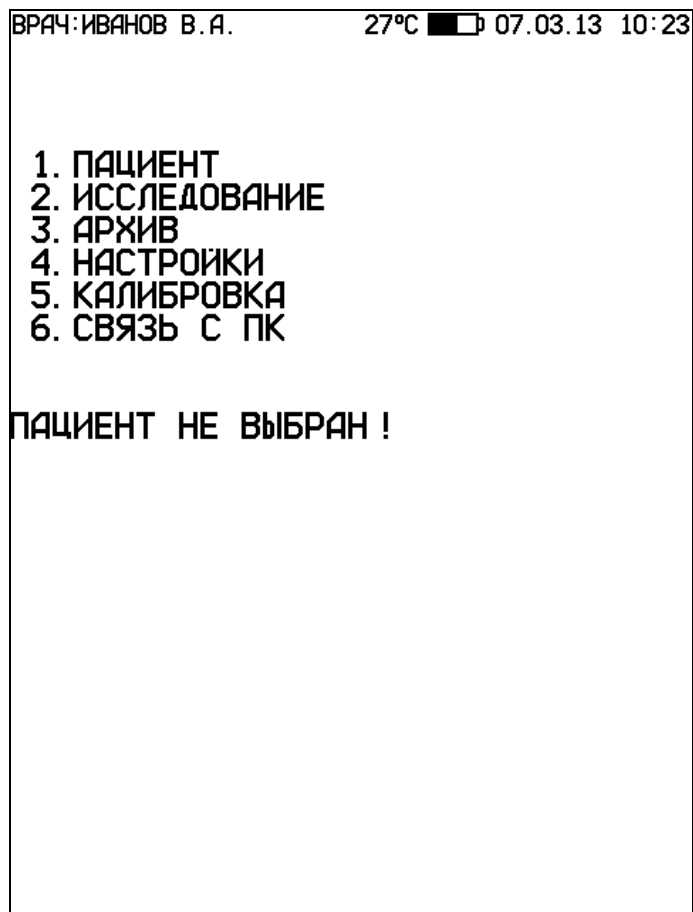 ВРАЧ:ИВАНОВ В.А. 27ºC 07.03.13 10:23
1. ПАЦИЕНТ
2. ИССЛЕДОВАНИЕ
3. АРХИВ
4. НАСТРОЙКИ
5. КАЛИБРОВКА
6. СВЯЗЬ С ПК
ПАЦИЕНТ НЕ ВЫБРАН !